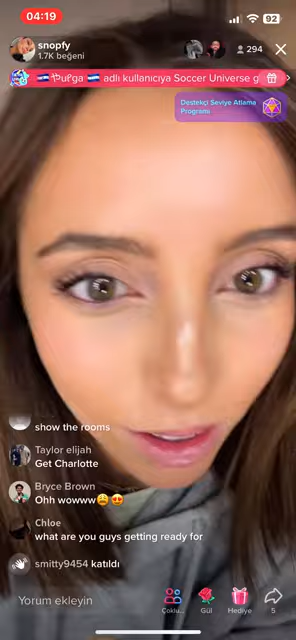 04:19
92
snopfy
1.7K beğeni
294
adlı kullanıcıya Soccer Universe g
Destekçi Seviye Atlama
Programı
show the rooms
Taylor elijah
Get Charlotte
Bryce Brown
Ohh wowww😩😍
Chloe
what are you guys getting ready for
smitty9454 katıldı
Yorum ekleyin
Çoklu...
Gül
Hediye
5